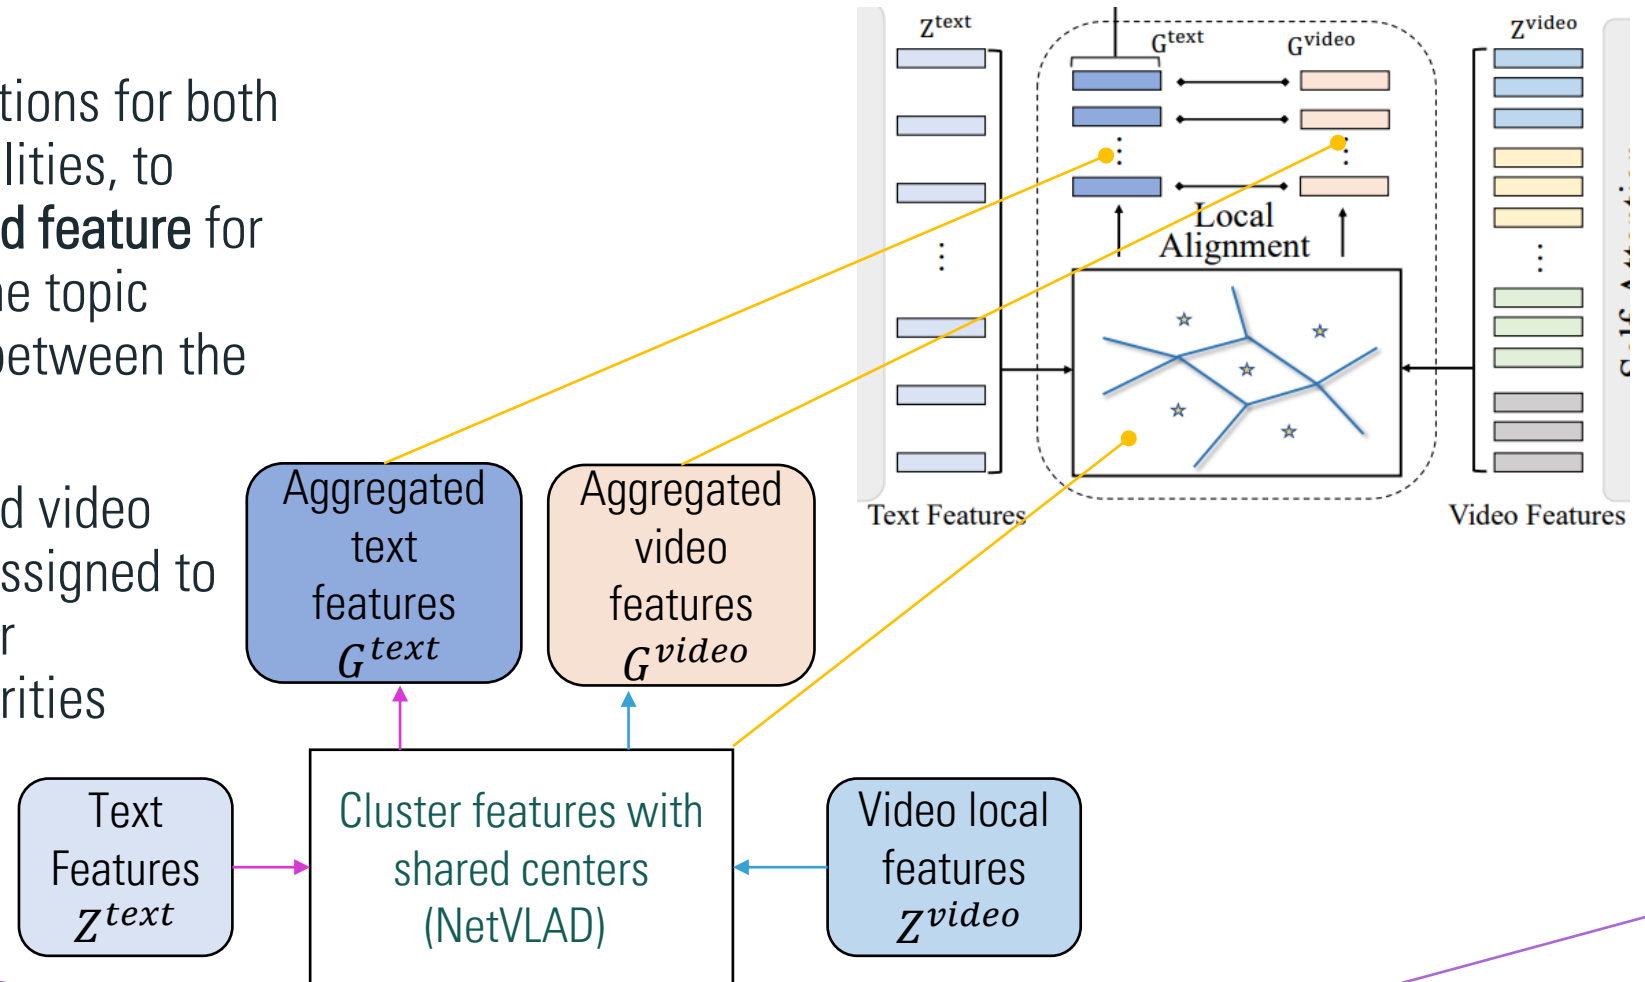 tions for both
lities, to
d feature for
ne topic
between the
d video
ssigned to
r
rities
Z^text
G^text
G^video
Z^video
Local
Alignment
Text Features
Video Features
Aggregated
text
features
G^text
Aggregated
video
features
G^video
Text
Features
Z^text
Cluster features with
shared centers
(NetVLAD)
Video local
features
Z^video